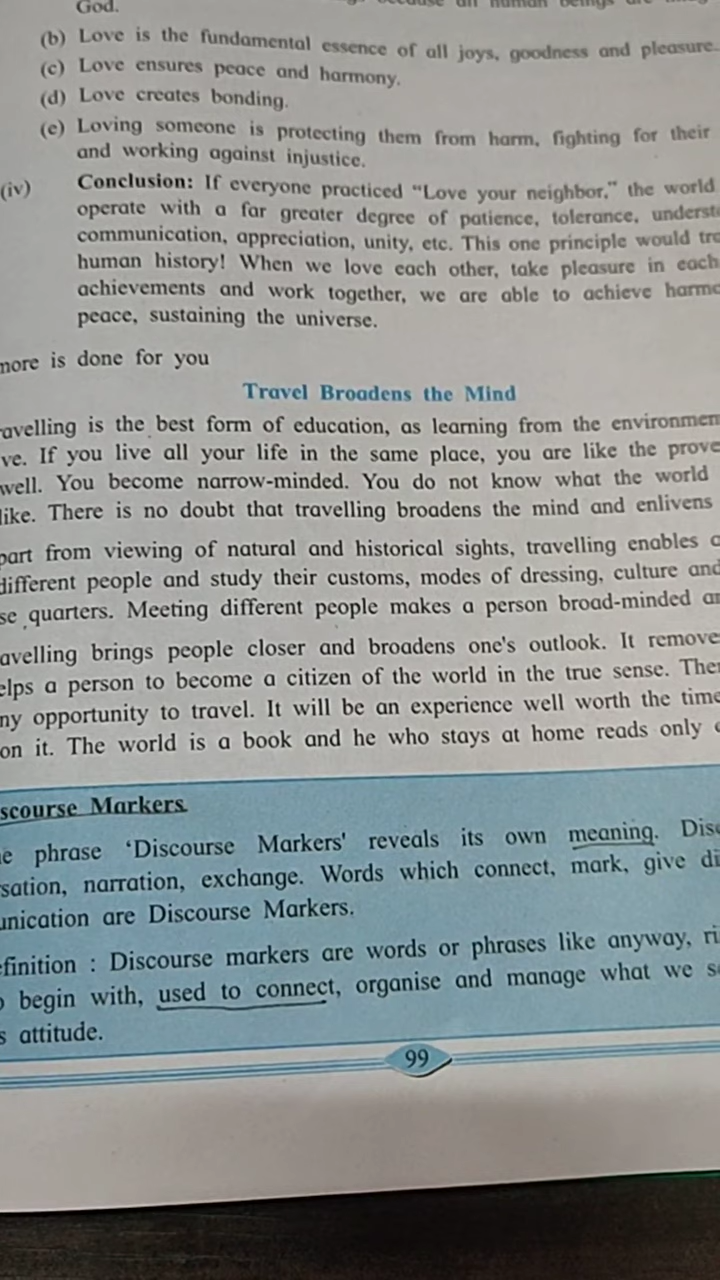 God.
(b) Love is the fundamental essence of all joys, goodness and pleasure.
(c) Love ensures peace and harmony.
(d) Love creates bonding.
(e) Loving someone is protecting them from harm, fighting for their
and working against injustice.
(iv) Conclusion: If everyone practiced “Love your neighbor,” the world
operate with a far greater degree of patience, tolerance,
communication, appreciation, unity, etc. This one principle would
human history! When we love each other, take pleasure in each
achievements and work together, we are able to achieve
peace, sustaining the universe.
more is done for you
Travel Broadens the Mind
avelling is the best form of education, as learning from the
ve. If you live all your life in the same place, you are like the
well. You become narrow-minded. You do not know what the world
like. There is no doubt that travelling broadens the mind and enlivens
part from viewing of natural and historical sights, travelling enables
different people and study their customs, modes of dressing, culture and
se quarters. Meeting different people makes a person broad-minded
avelling brings people closer and broadens one's outlook. It
elps a person to become a citizen of the world in the true sense.
ny opportunity to travel. It will be an experience well worth the time
on it. The world is a book and he who stays at home reads only
scourse Markers
e phrase ‘Discourse Markers' reveals its own meaning.
sation, narration, exchange. Words which connect, mark, give
unication are Discourse Markers.
efinition : Discourse markers are words or phrases like anyway,
begin with, used to connect, organise and manage what we
s attitude.
99